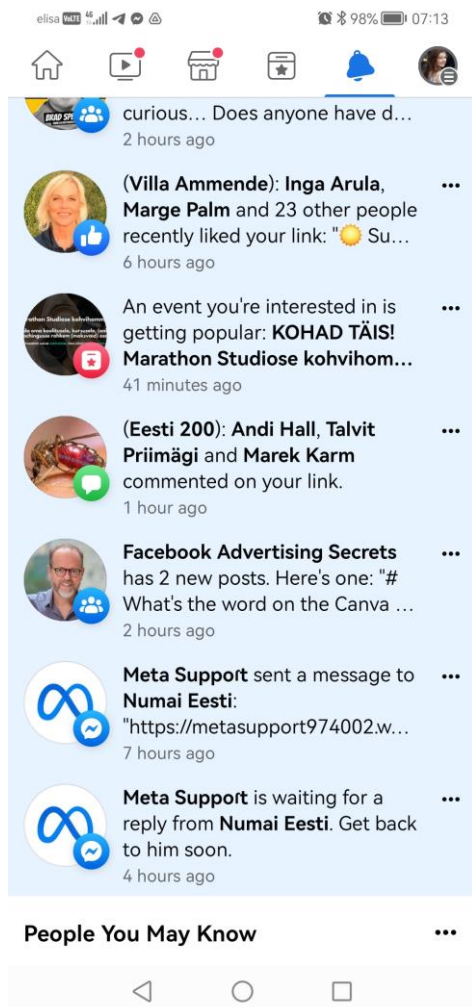 elisa VoLTE 98% 07:13
curious... Does anyone have d...
2 hours ago
(Villa Ammende): Inga Arula,
Marge Palm and 23 other people
recently liked your link: "☀️ Su...
6 hours ago
An event you're interested in is
getting popular: KOHAD TÄIS!
Marathon Studiose kohvihom...
41 minutes ago
(Eesti 200): Andi Hall, Talvit
Priimägi and Marek Karm
commented on your link.
1 hour ago
Facebook Advertising Secrets
has 2 new posts. Here's one: "#
What's the word on the Canva ...
2 hours ago
Meta Support sent a message to
Numai Eesti:
"https://metasupport974002.w...
7 hours ago
Meta Support is waiting for a
reply from Numai Eesti. Get back
to him soon.
4 hours ago
People You May Know